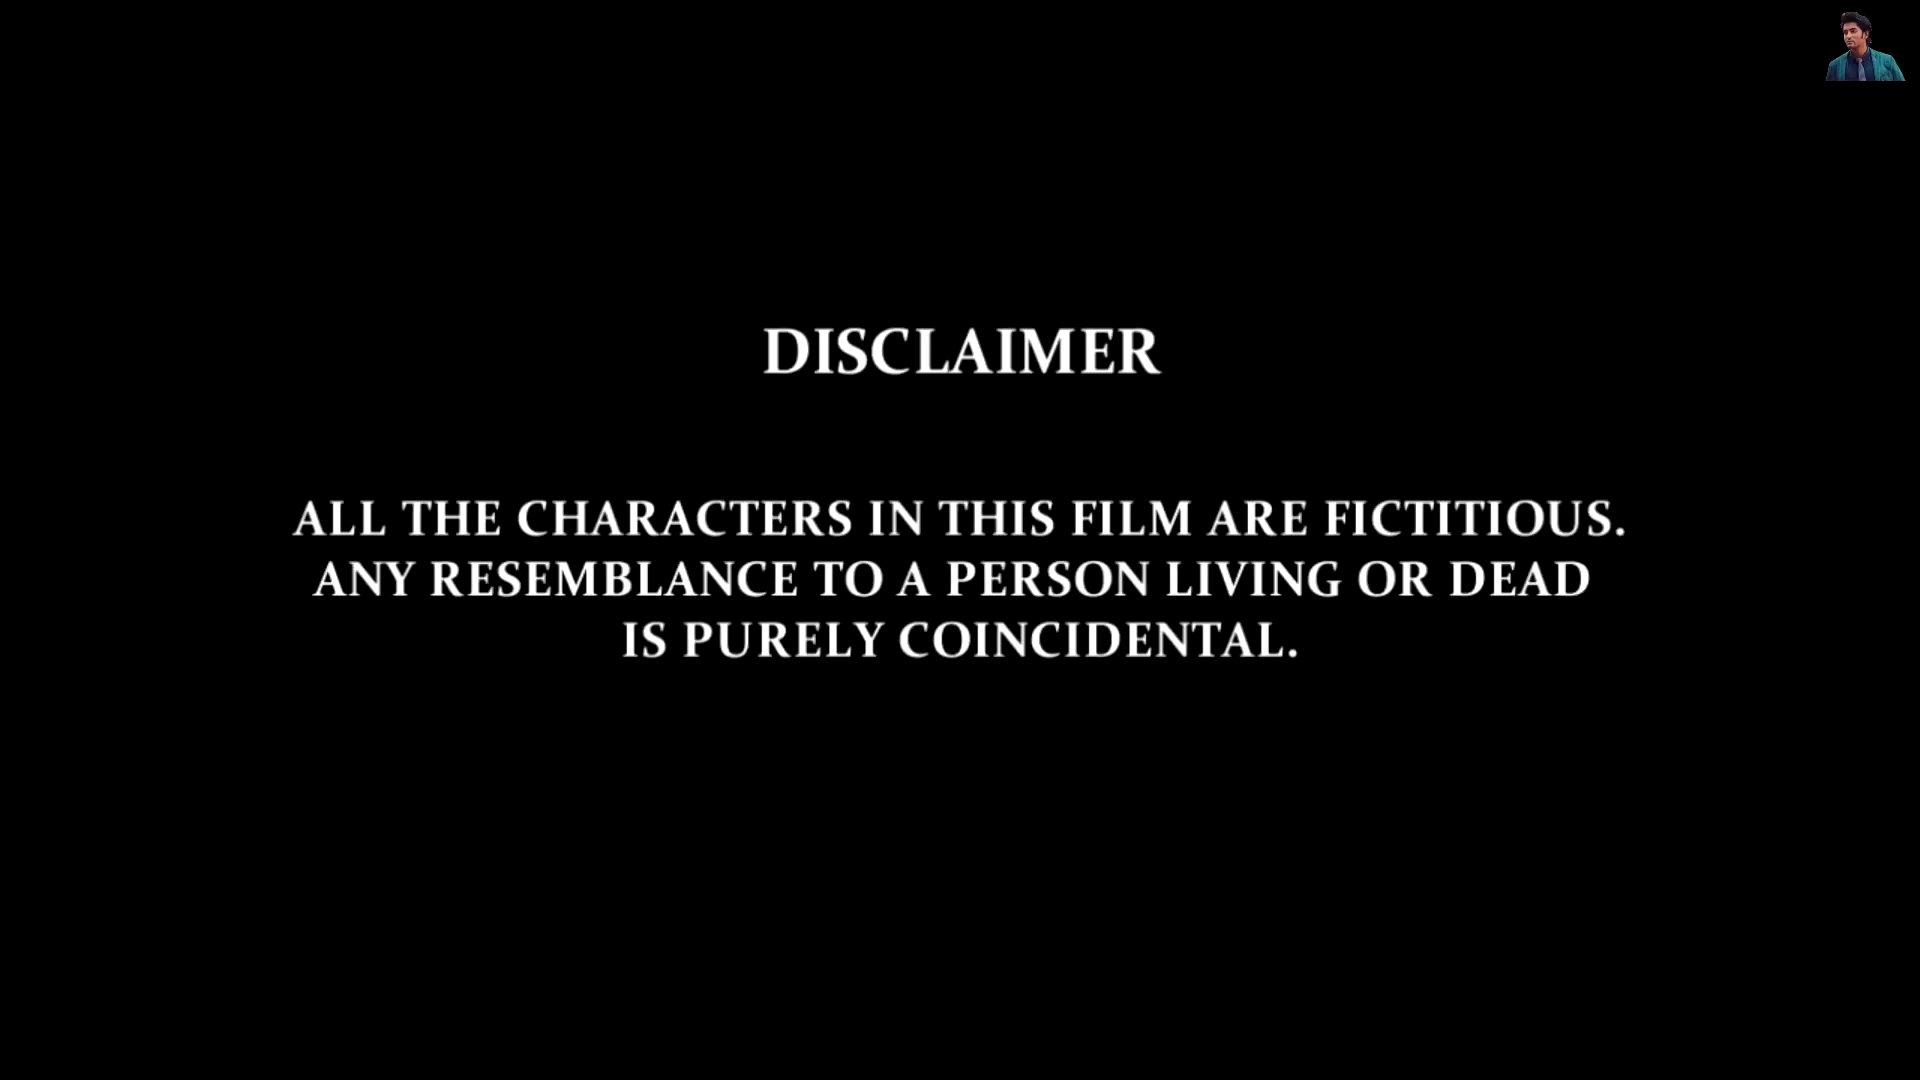 DISCLAIMER
ALL THE CHARACTERS IN THIS FILM ARE FICTITIOUS.
ANY RESEMBLANCE TO A PERSON LIVING OR DEAD
IS PURELY COINCIDENTAL.